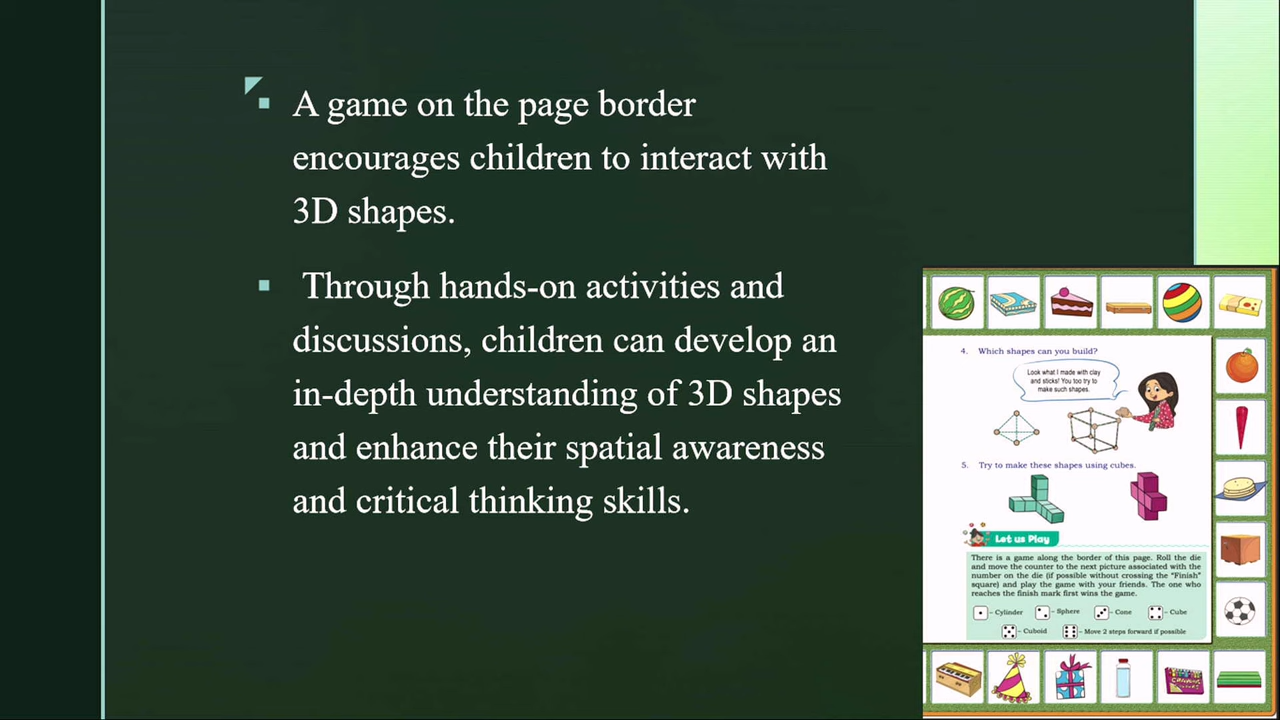 A game on the page border
encourages children to interact with
3D shapes.
Through hands-on activities and
discussions, children can develop an
in-depth understanding of 3D shapes
and enhance their spatial awareness
and critical thinking skills.
4. Which shapes can you build?
Look what I made with clay
and sticks! You too try to
make such shapes.
5. Try to make these shapes using cubes.
Let us Play
There is a game along the border of this page. Roll the die
and move the counter to the next picture associated with the
number on the die (if possible without crossing the "Finish"
square) and play the game with your friends. The one who
reaches the finish mark first wins the game.
– Cylinder – Sphere – Cone – Cube
– Cuboid – Move 2 steps forward if possible